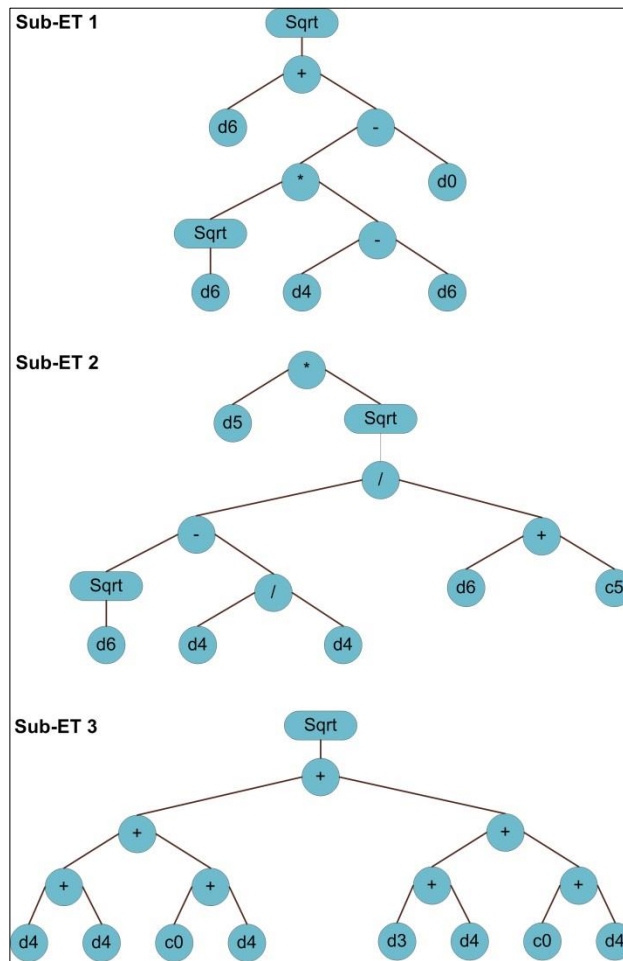 Sub-ET 1
Sqrt
+
d6
-
*
d0
Sqrt
-
d6
d4
d6
Sub-ET 2
*
d5
Sqrt
/
-
+
Sqrt
/
d6
c5
d6
d4
d4
Sub-ET 3
Sqrt
+
+
+
+
+
+
+
d4
d4
c0
d4
d3
d4
c0
d4